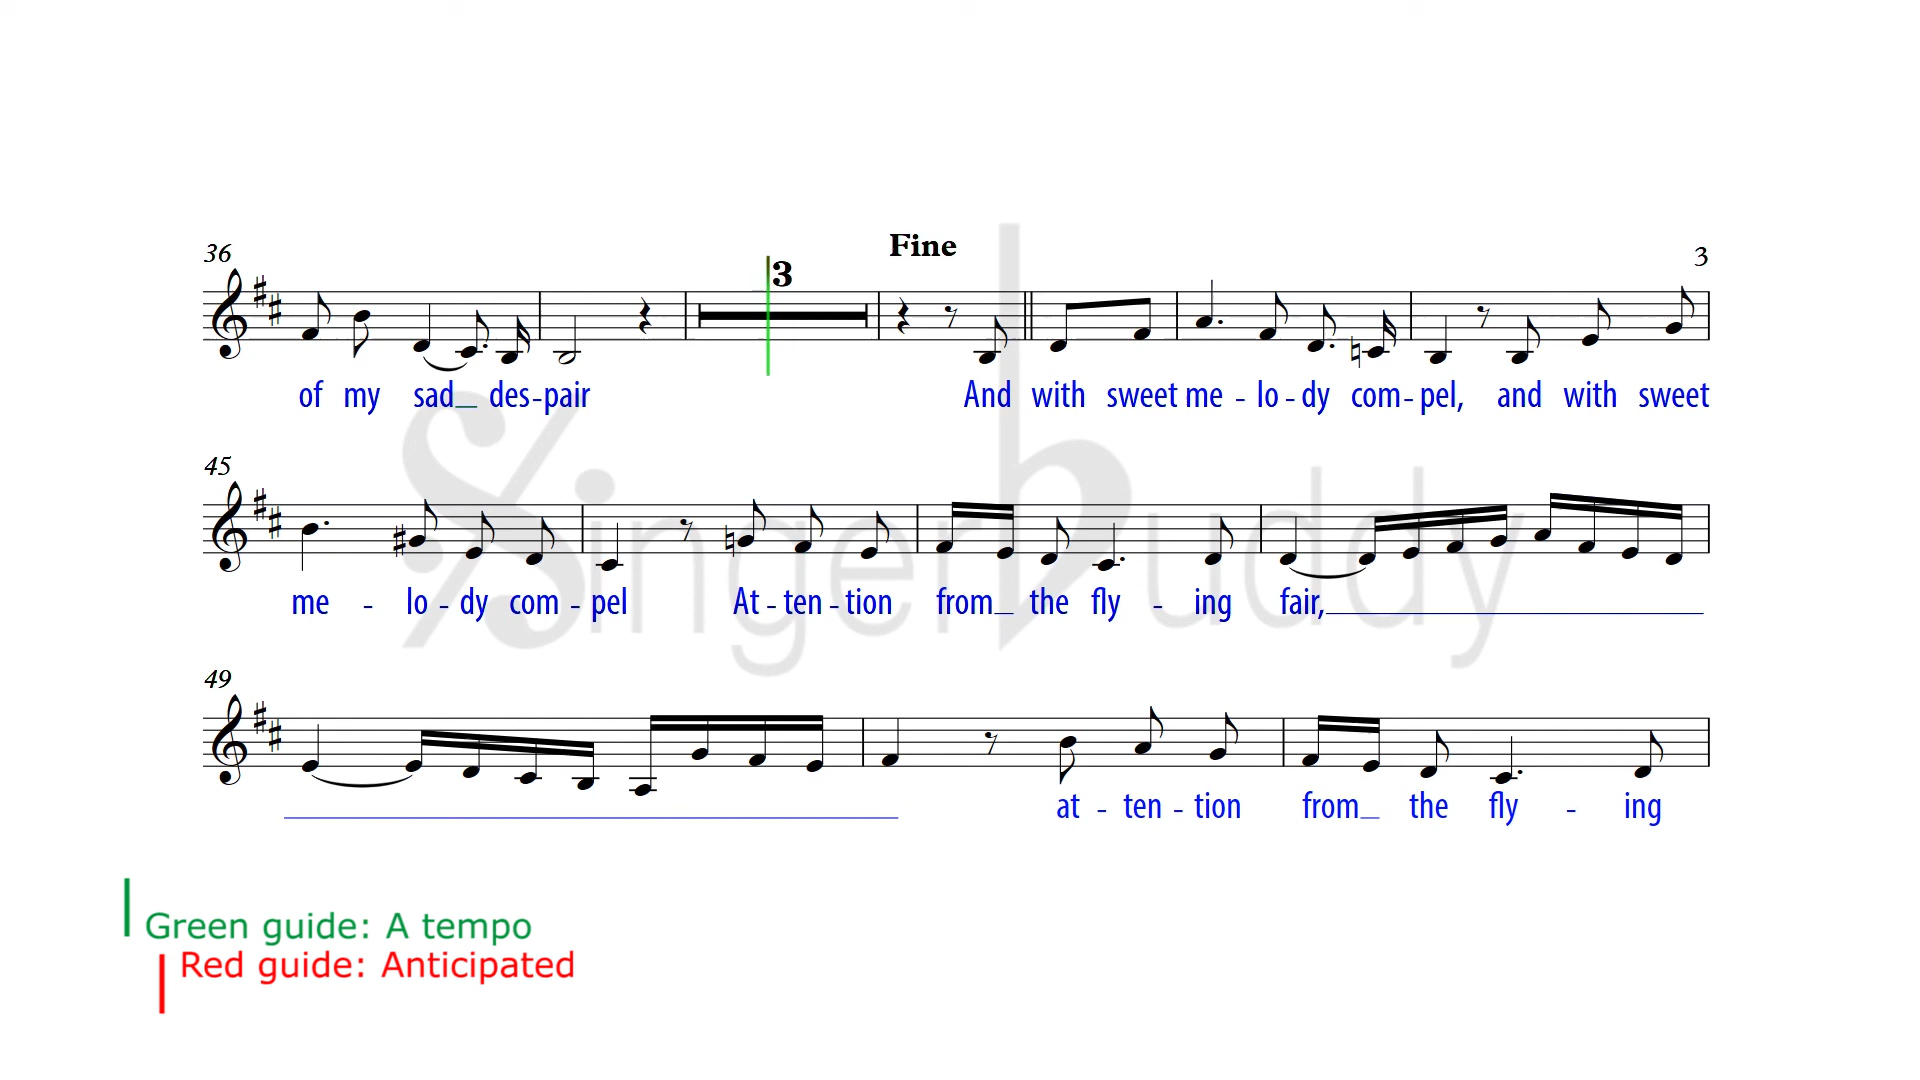 Fine
36
3
3
of my sad_ des-pair And with sweet me - lo - dy com - pel, and with sweet
45
me - lo - dy com - pel At - ten - tion from_ the fly - ing fair,
49
at - ten - tion from_ the fly - ing
SingerBuddy
Green guide: A tempo
Red guide: Anticipated